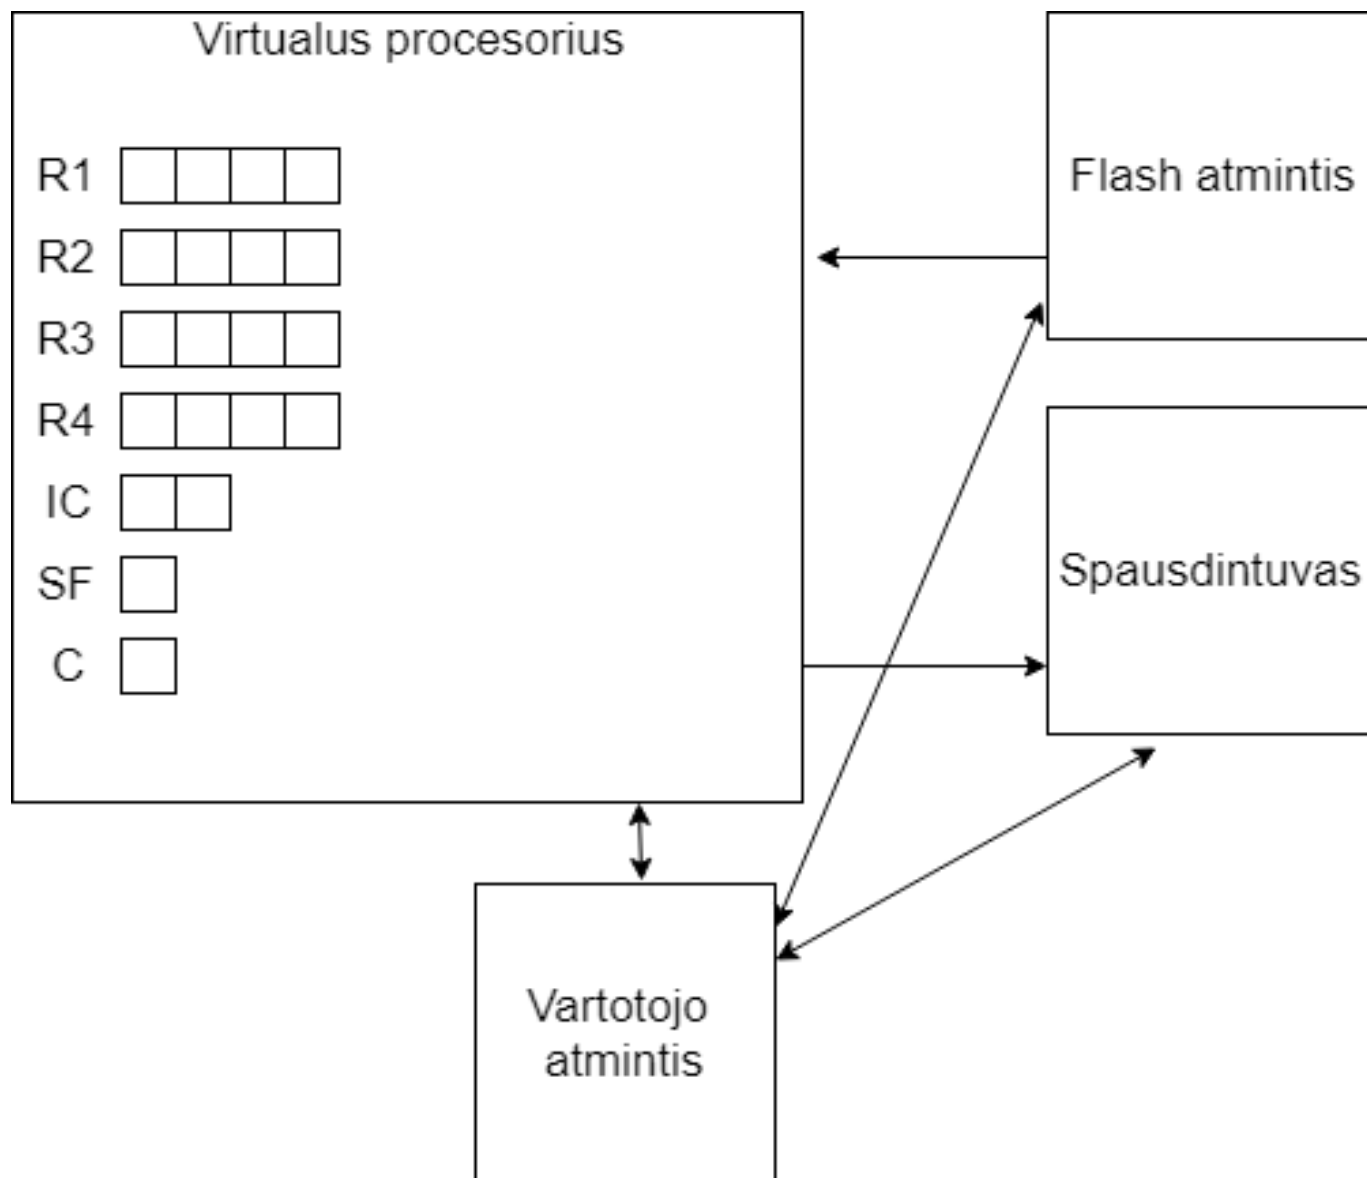 Virtualus procesorius
R1
R2
R3
R4
IC
SF
C
Flash atmintis
Spausdintuvas
Vartotojo
atmintis